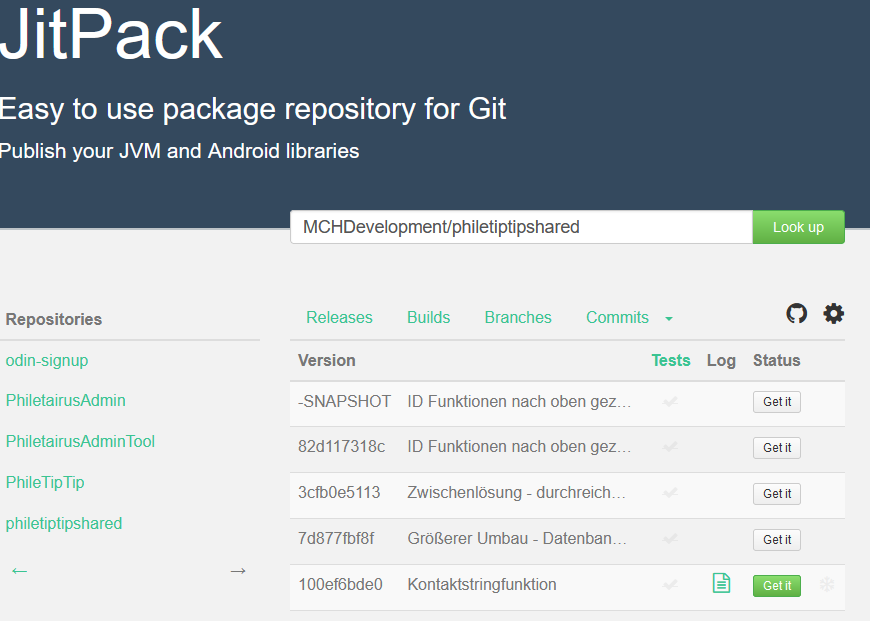 JitPack
Easy to use package repository for Git
Publish your JVM and Android libraries
MCHDevelopment/philetiptipshared
Look up
Repositories
odin-signup
PhiletairusAdmin
PhiletairusAdminTool
PhileTipTip
philetiptipshared
← →
Releases Builds Branches Commits
Version Tests Log Status
-SNAPSHOT ID Funktionen nach oben gez... Get it
82d117318c ID Funktionen nach oben gez... Get it
3cfb0e5113 Zwischenlösung - durchreich... Get it
7d877fbf8f Größerer Umbau - Datenban... Get it
100ef6bde0 Kontaktstringfunktion Get it